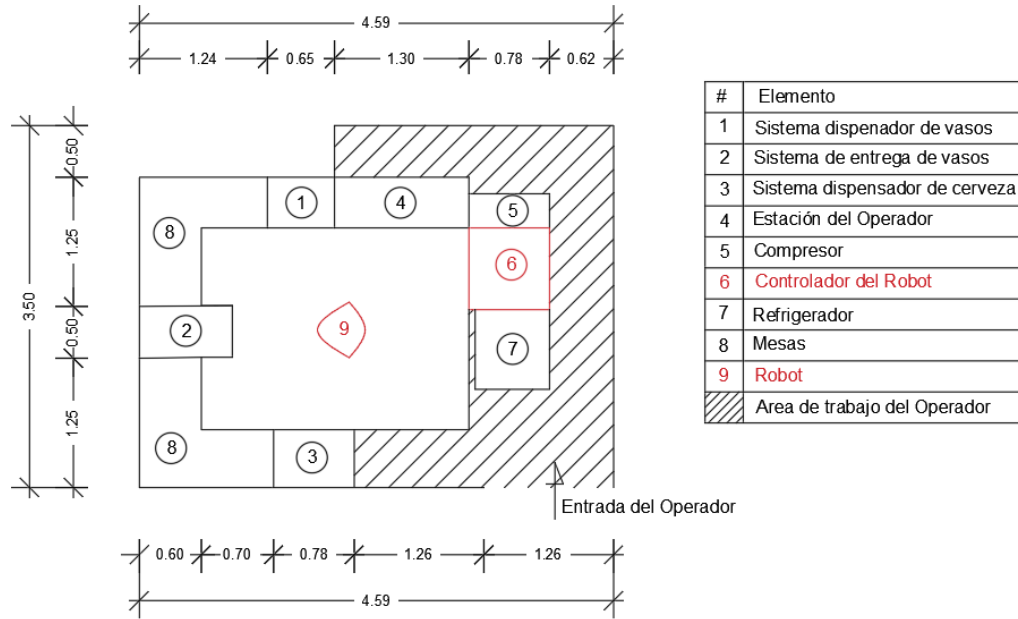 4.59
1.24 0.65 1.30 0.78 0.62
# Elemento
1 Sistema dispenador de vasos
2 Sistema de entrega de vasos
3 Sistema dispensador de cerveza
4 Estación del Operador
5 Compresor
6 Controlador del Robot
7 Refrigerador
8 Mesas
9 Robot
Area de trabajo del Operador
3.50
0.50
1.25
0.50
1.25
1
4
5
8
6
2
9
7
8
3
Entrada del Operador
0.60 0.70 0.78 1.26 1.26
4.59